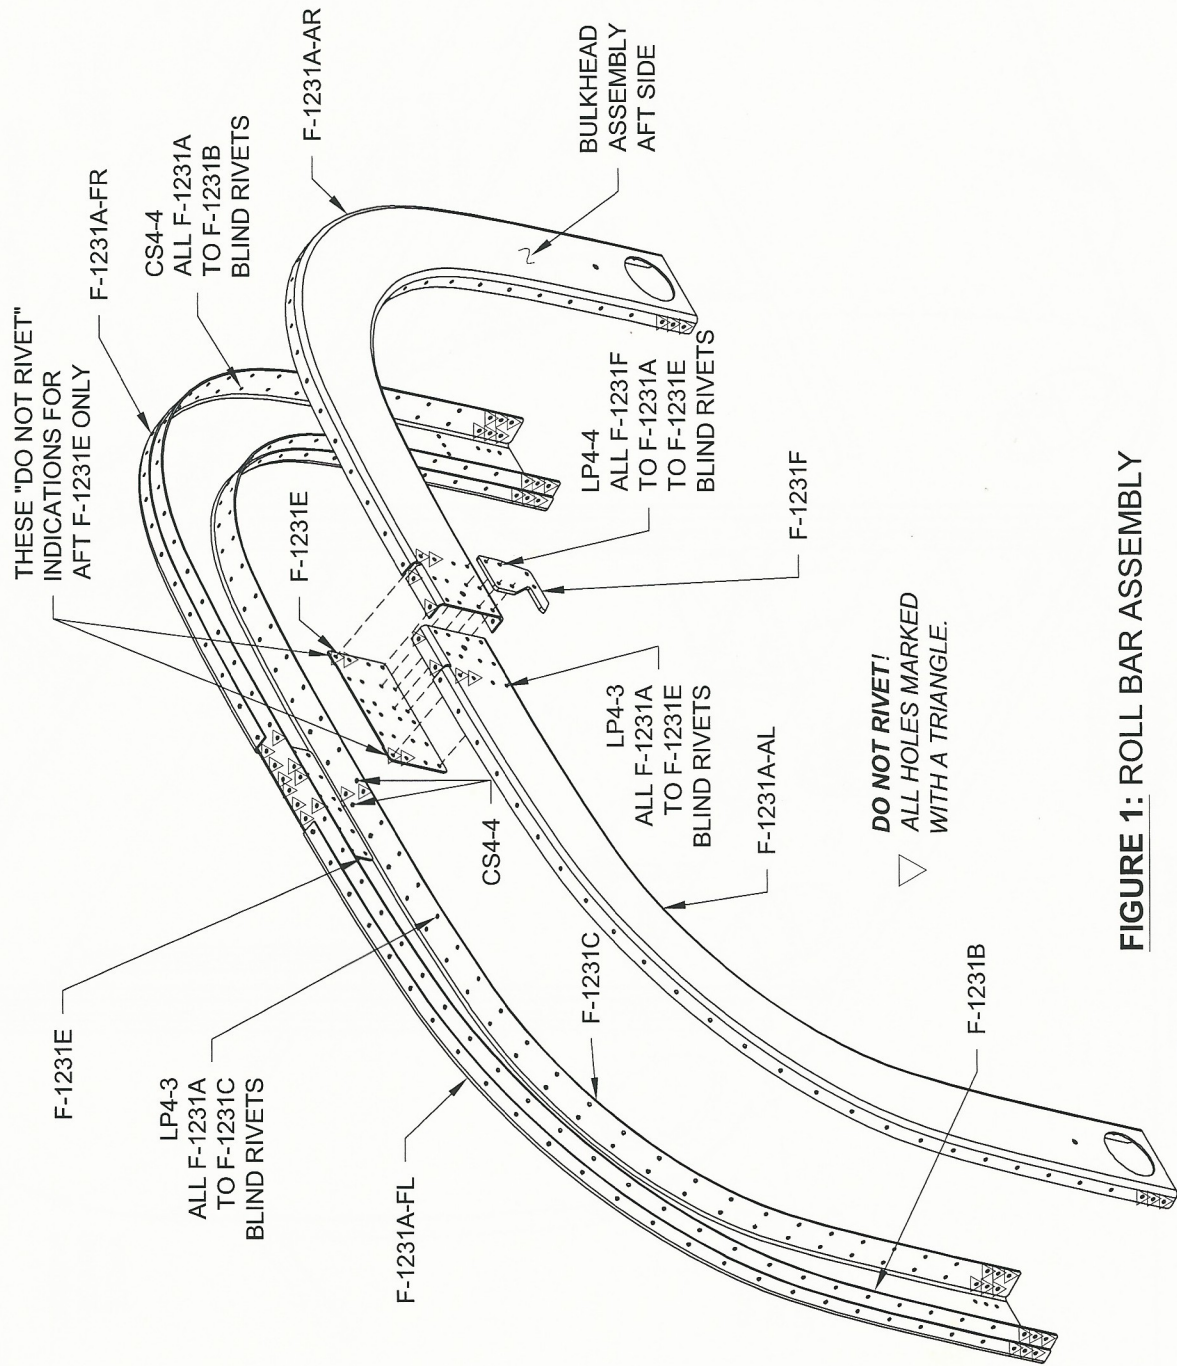 THESE "DO NOT RIVET"
INDICATIONS FOR
AFT F-1231E ONLY
F-1231A-FR
CS4-4
ALL F-1231A
TO F-1231B
BLIND RIVETS
F-1231A-AR
BULKHEAD
ASSEMBLY
AFT SIDE
F-1231E
LP4-4
ALL F-1231F
TO F-1231A
TO F-1231E
BLIND RIVETS
F-1231F
F-1231E
LP4-3
ALL F-1231A
TO F-1231C
BLIND RIVETS
F-1231A-FL
CS4-4
LP4-3
ALL F-1231A
TO F-1231E
BLIND RIVETS
F-1231A-AL
F-1231C
F-1231B
DO NOT RIVET!
ALL HOLES MARKED
WITH A TRIANGLE.
FIGURE 1: ROLL BAR ASSEMBLY